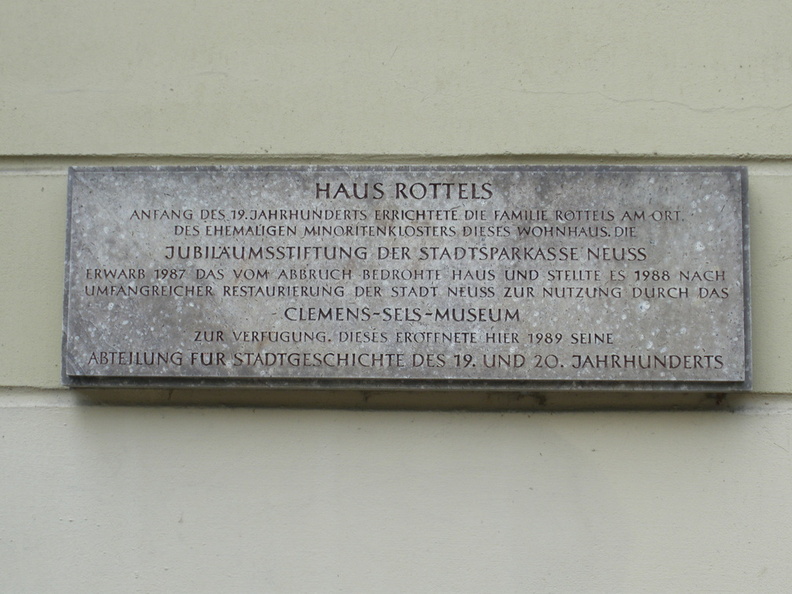 HAUS ROTTELS
ANFANG DES 19. JAHRHUNDERTS ERRICHTETE DIE FAMILIE ROTTELS AM ORT
DES EHEMALIGEN MINORITENKLOSTERS DIESES WOHNHAUS. DIE
JUBILÄUMSSTIFTUNG DER STADTSPARKASSE NEUSS
ERWARB 1987 DAS VOM ABBRUCH BEDROHTE HAUS UND STELLTE ES 1988 NACH
UMFANGREICHER RESTAURIERUNG DER STADT NEUSS ZUR NUTZUNG DURCH DAS
CLEMENS-SELS-MUSEUM
ZUR VERFÜGUNG. DIESES ERÖFFNETE HIER 1989 SEINE
ABTEILUNG FÜR STADTGESCHICHTE DES 19. UND 20. JAHRHUNDERTS